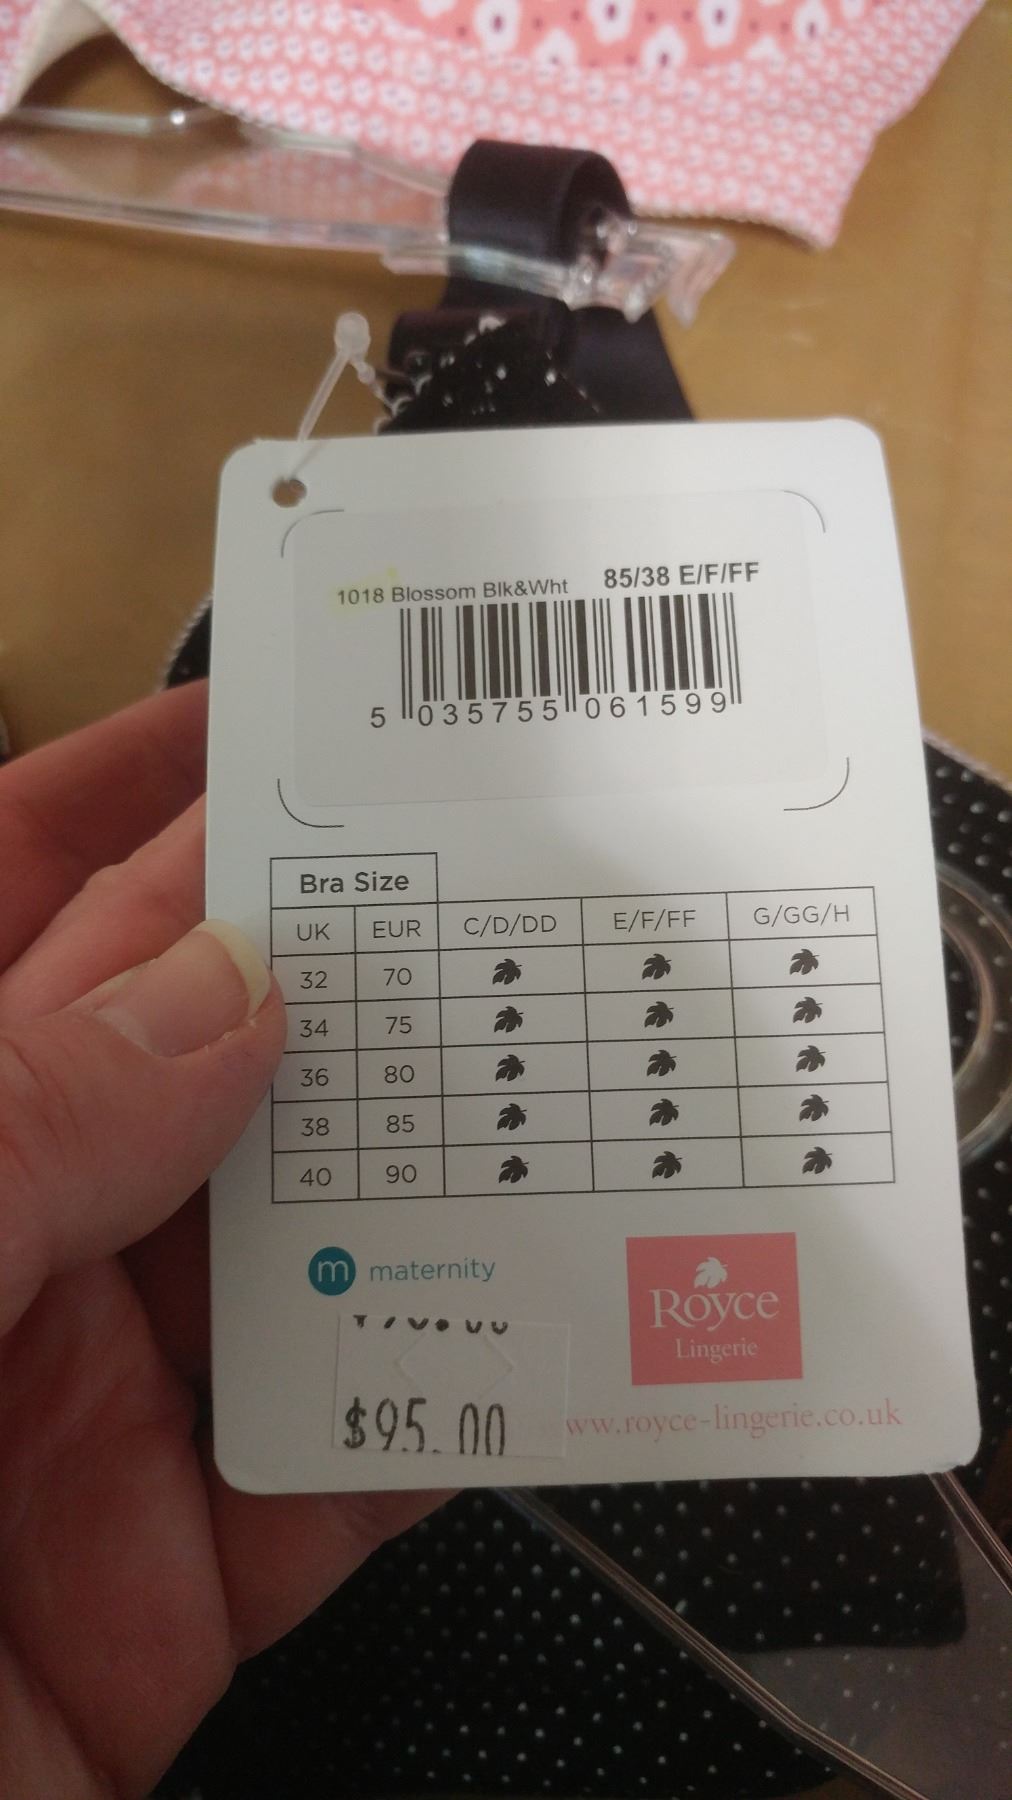 1018 Blossom Blk&Wht 85/38 E/F/FF
5 035755 061599
Bra Size
UK EUR C/D/DD E/F/FF G/GG/H
32 70
34 75
36 80
38 85
40 90
m maternity
Royce
Lingerie
$95.00
ww.royce-lingerie.co.uk